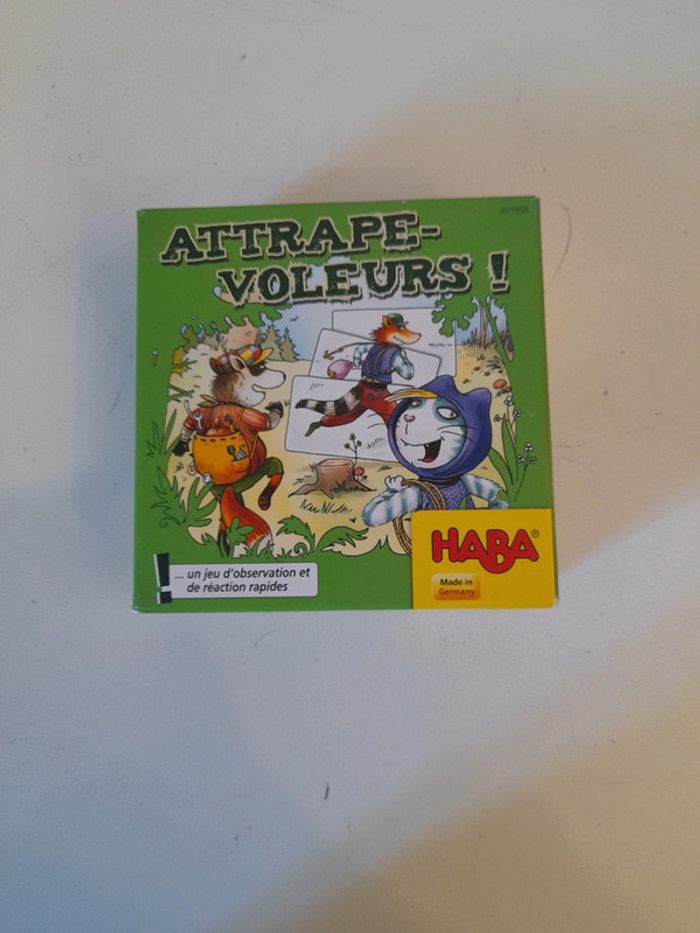 ATTRAPE-
VOLEURS !
HABA®
Made in
Germany
... un jeu d'observation et
de réaction rapides